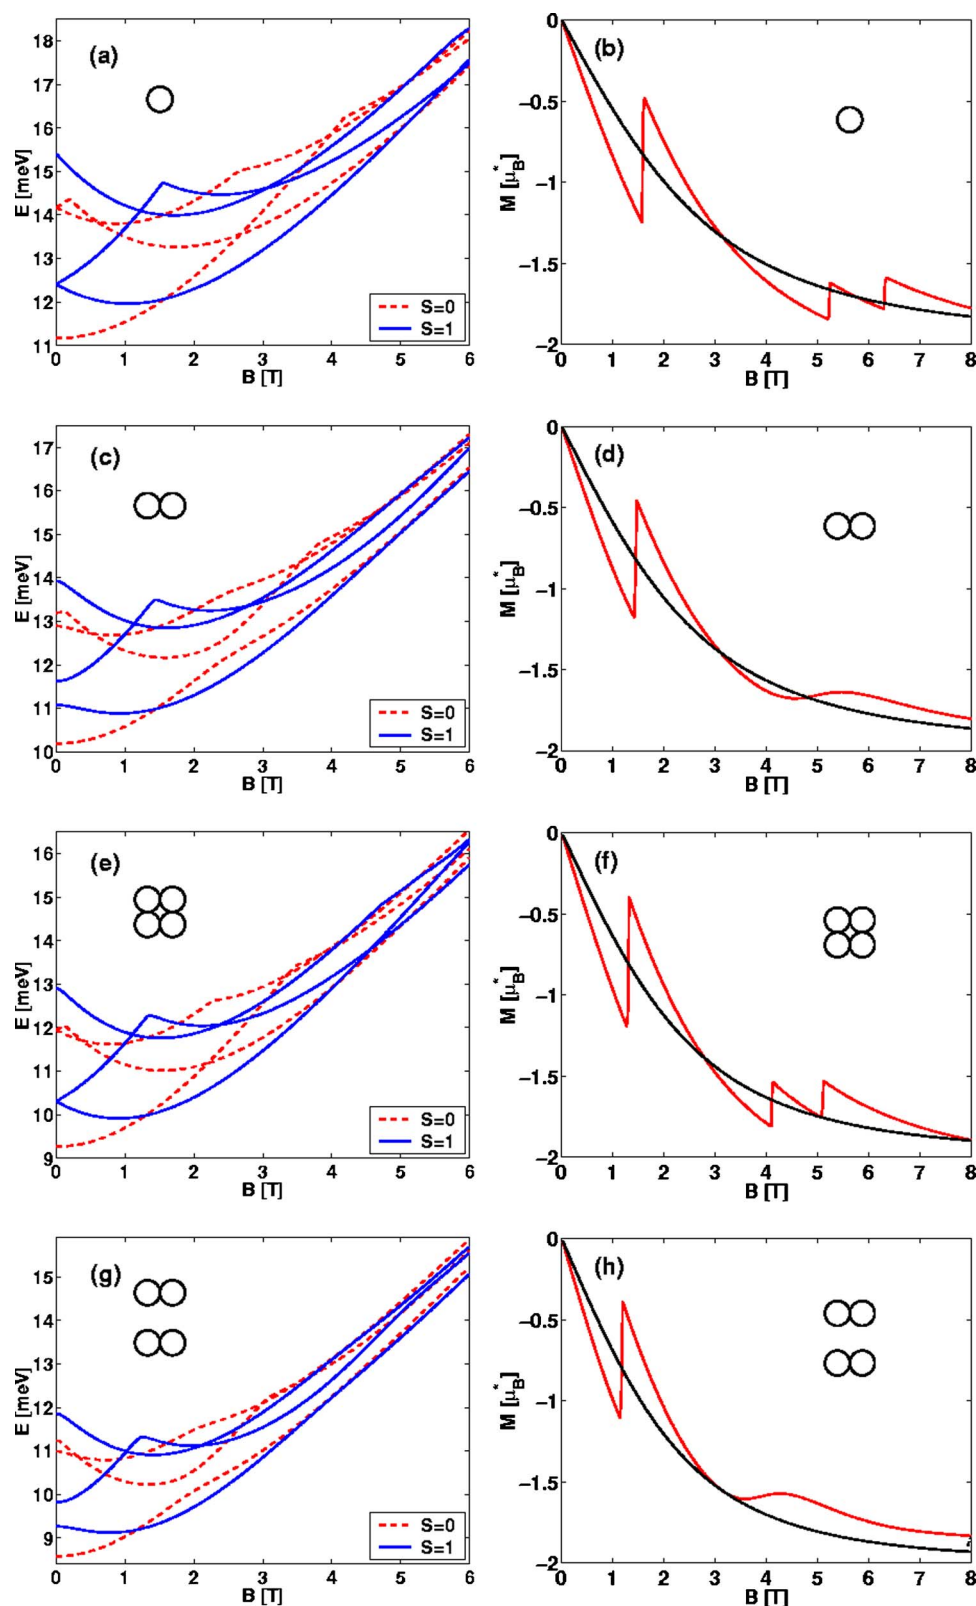 (a)
E [meV]
18
17
16
15
14
13
12
11
0 1 2 3 4 5 6
B [T]
S=0
S=1
(b)
M [μ*B]
0
−0.5
−1
−1.5
−2
0 1 2 3 4 5 6 7 8
B [T]
(c)
E [meV]
17
16
15
14
13
12
11
10
0 1 2 3 4 5 6
B [T]
S=0
S=1
(d)
M [μ*B]
0
−0.5
−1
−1.5
−2
0 1 2 3 4 5 6 7 8
B [T]
(e)
E [meV]
16
15
14
13
12
11
10
9
0 1 2 3 4 5 6
B [T]
S=0
S=1
(f)
M [μ*B]
0
−0.5
−1
−1.5
−2
0 1 2 3 4 5 6 7 8
B [T]
(g)
E [meV]
15
14
13
12
11
10
9
0 1 2 3 4 5 6
B [T]
S=0
S=1
(h)
M [μ*B]
0
−0.5
−1
−1.5
−2
0 1 2 3 4 5 6 7 8
B [T]